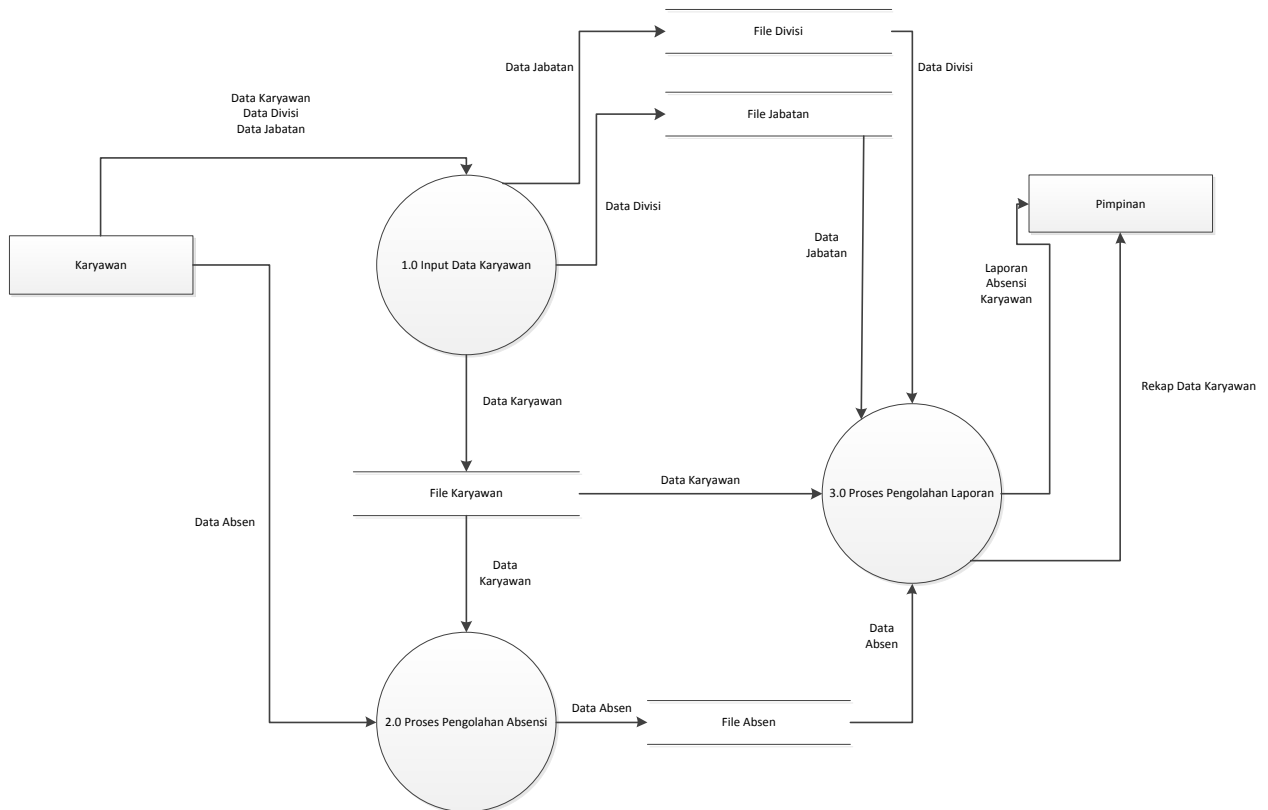 File Divisi
Data Jabatan
Data Divisi
Data Karyawan
Data Divisi
Data Jabatan
File Jabatan
Data Divisi
Pimpinan
Karyawan
1.0 Input Data Karyawan
Data
Jabatan
Laporan
Absensi
Karyawan
Rekap Data Karyawan
Data Karyawan
File Karyawan
Data Karyawan
3.0 Proses Pengolahan Laporan
Data Absen
Data
Karyawan
Data
Absen
2.0 Proses Pengolahan Absensi
Data Absen
File Absen